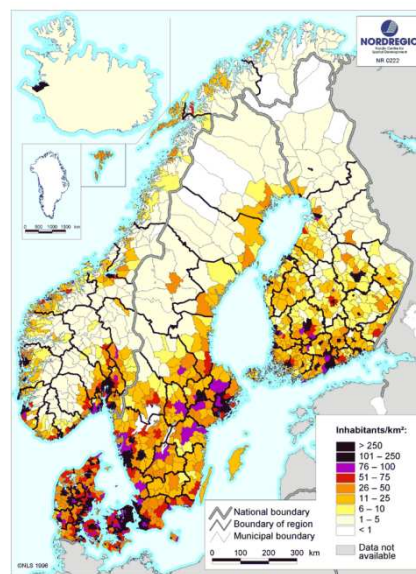 NORDREGIO
Nordic Centre for
Spatial Development
NR 0222
0 500 1000 1500
km
Inhabitants/km²:
> 250
101 – 250
76 – 100
51 – 75
26 – 50
11 – 25
6 – 10
1 – 5
< 1
Data not
available
National boundary
Boundary of region
Municipal boundary
0 100 200 300
km
©NLS 1996